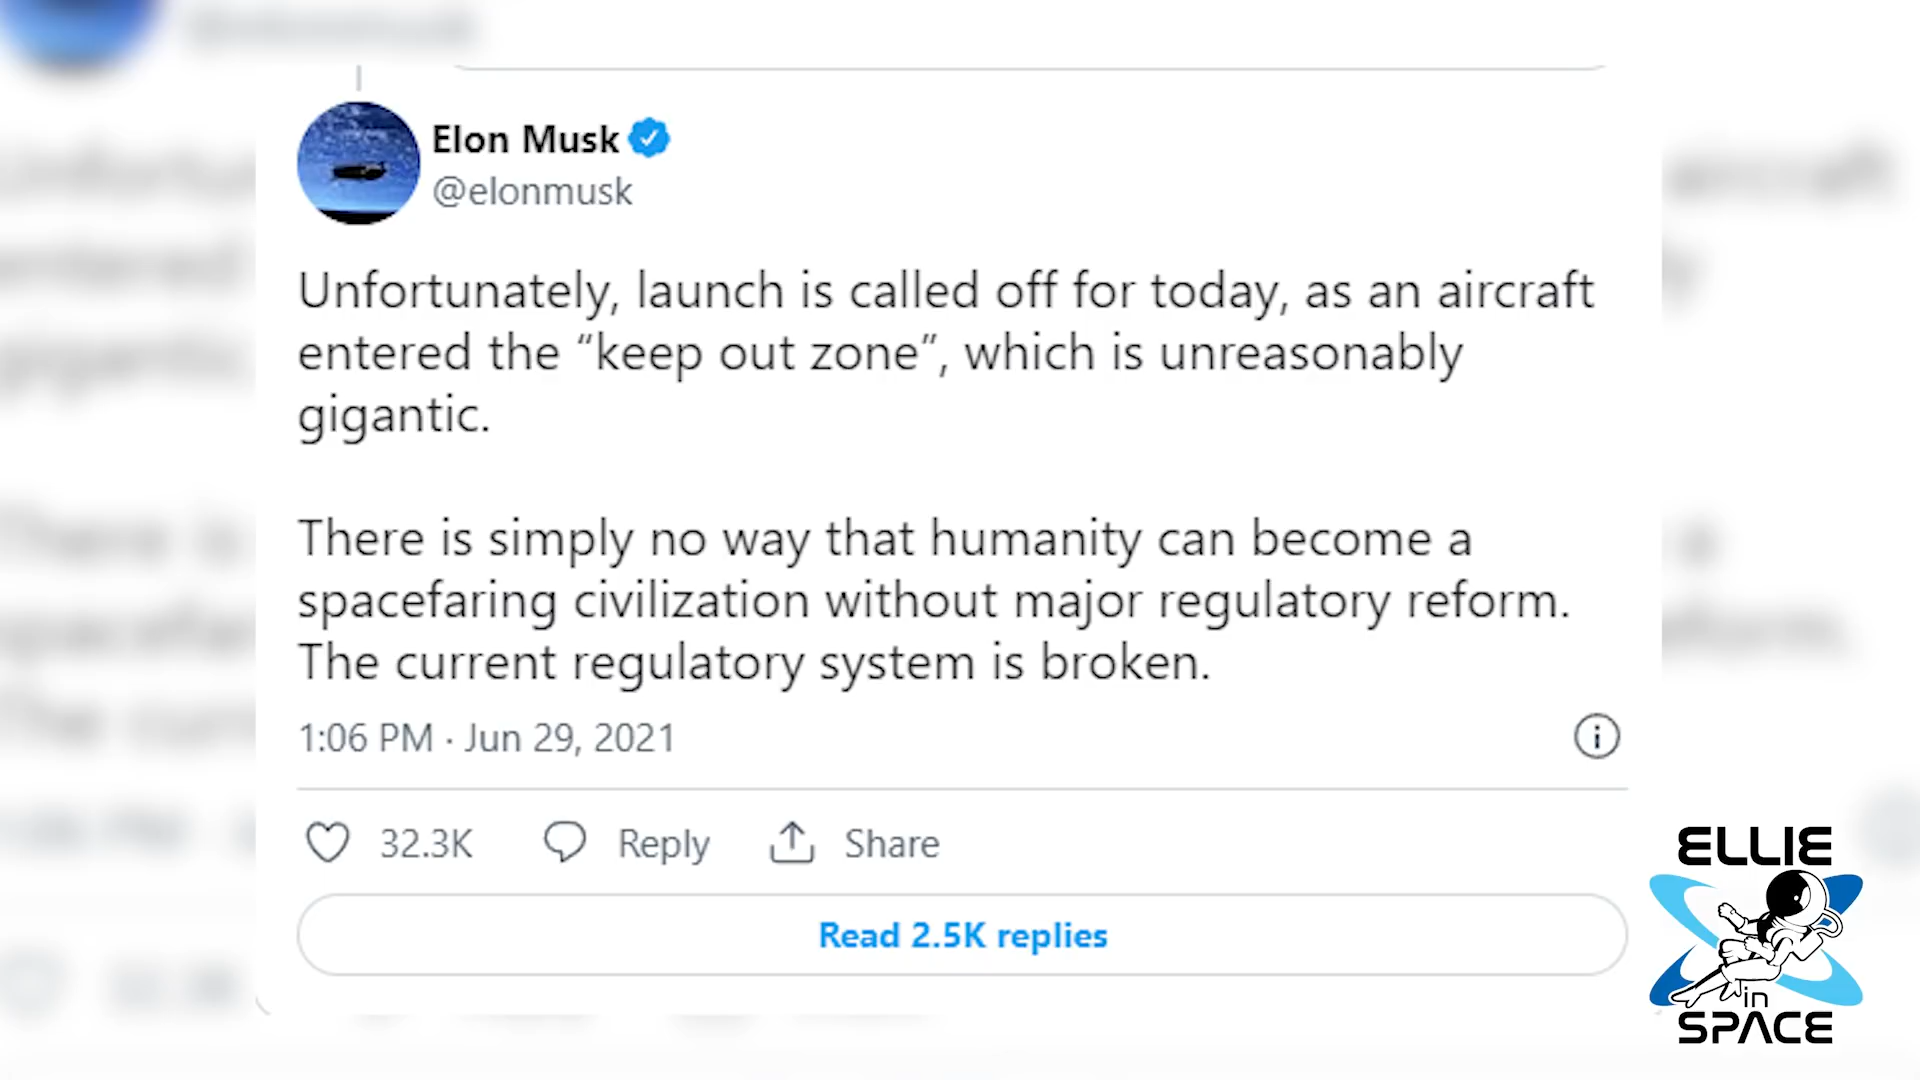 Elon Musk
@elonmusk
Unfortunately, launch is called off for today, as an aircraft
entered the “keep out zone”, which is unreasonably
gigantic.
There is simply no way that humanity can become a
spacefaring civilization without major regulatory reform.
The current regulatory system is broken.
1:06 PM · Jun 29, 2021
32.3K Reply Share
Read 2.5K replies
ELLIE
in
SPACE